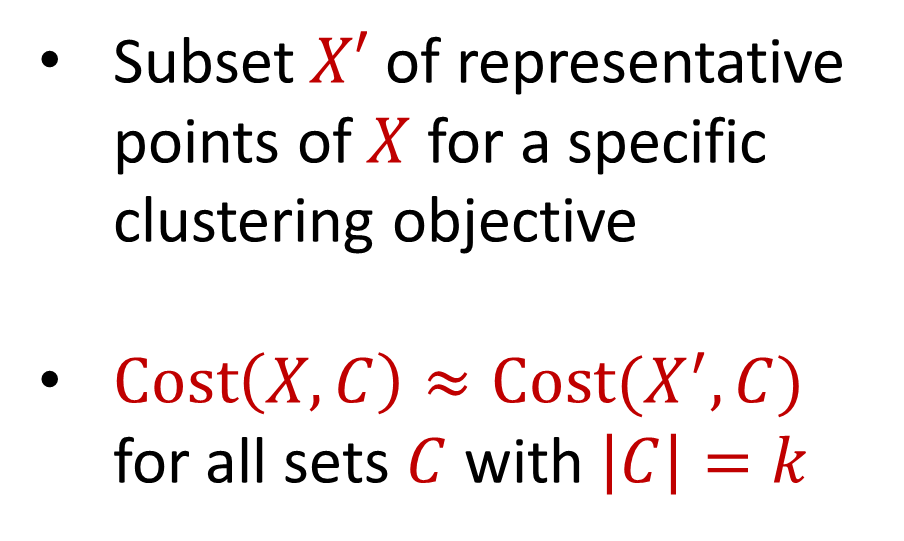 • Subset X′ of representative
points of X for a specific
clustering objective
• Cost(X, C) ≈ Cost(X′, C)
for all sets C with |C| = k